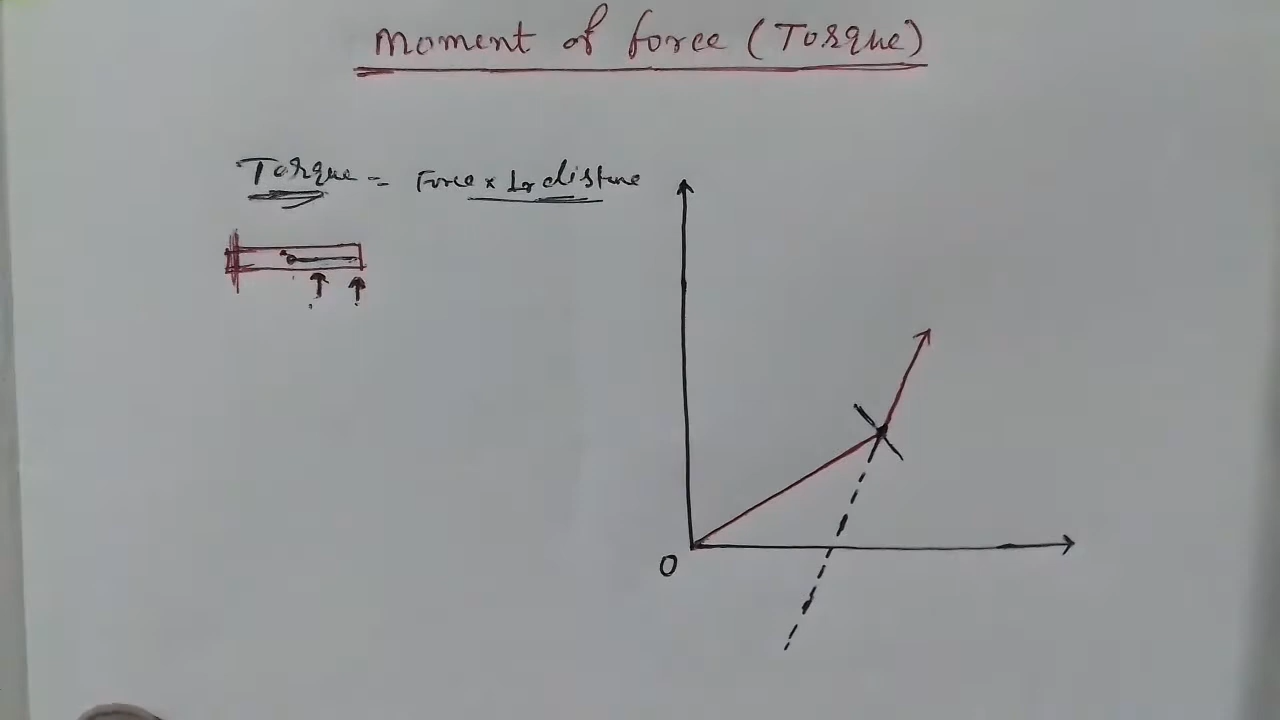 Moment of force (Torque)
Torque = Force × ⊥r distance
O